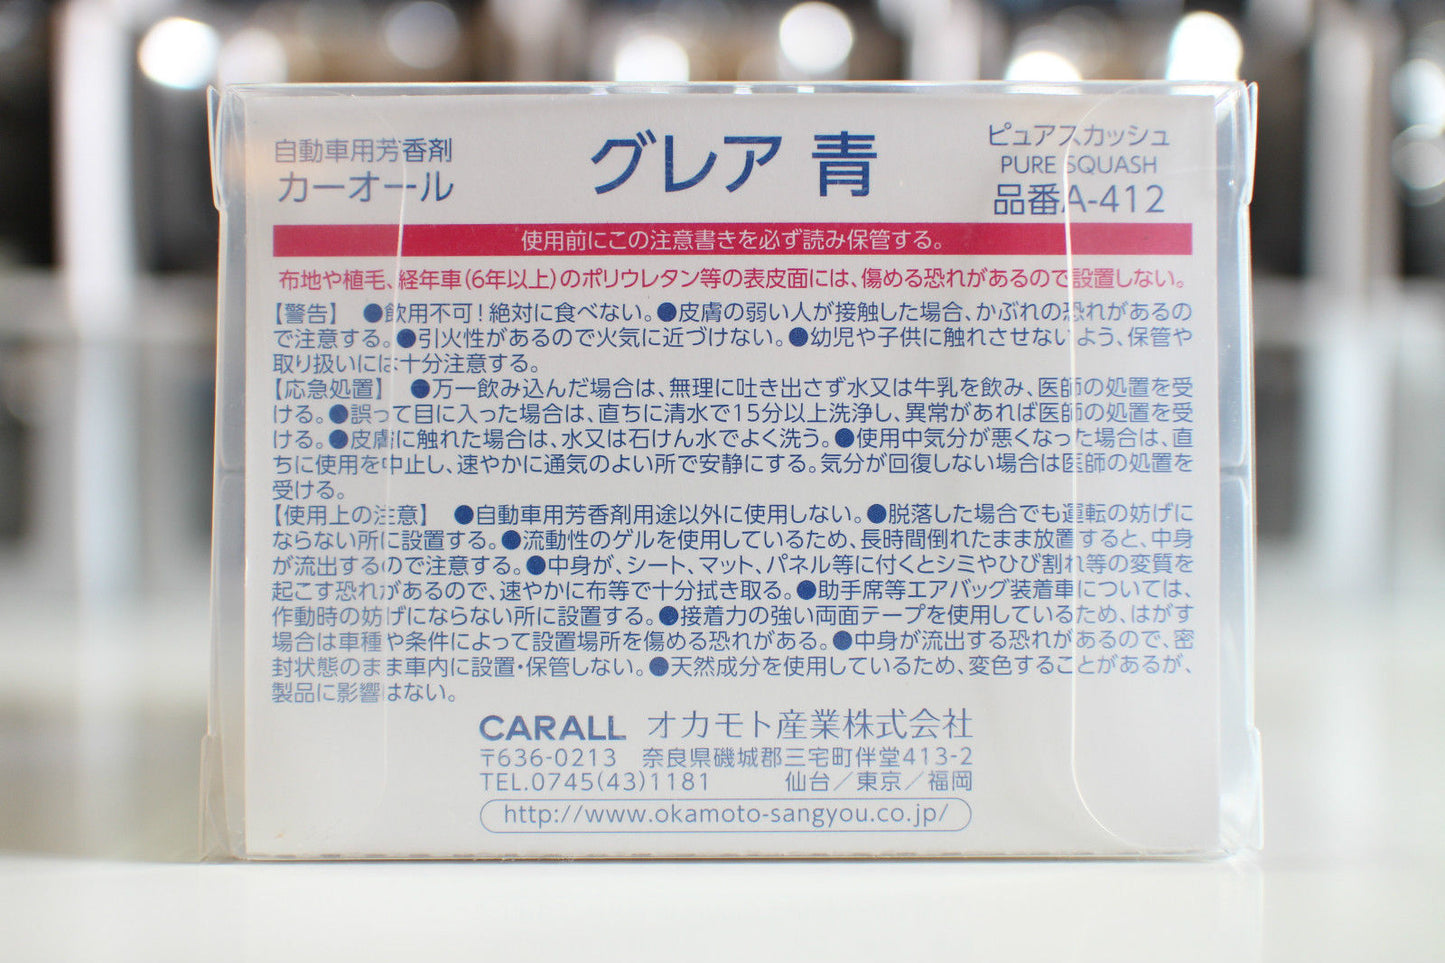 自動車用芳香剤
カーオール
グレア 青
ピュアスカッシュ
PURE SQUASH
品番A-412
使用前にこの注意書きを必ず読み保管する。
布地や植毛、経年車(6年以上)のポリウレタン等の表皮面には、傷める恐れがあるので設置しない。
【警告】 ●飲用不可!絶対に食べない。●皮膚の弱い人が接触した場合、かぶれの恐れがあるの
で注意する。●引火性があるので火気に近づけない。●幼児や子供に触れさせないよう、保管や
取り扱いには十分注意する。
【応急処置】 ●万一飲み込んだ場合は、無理に吐き出さず水又は牛乳を飲み、医師の処置を受
ける。●誤って目に入った場合は、直ちに清水で15分以上洗浄し、異常があれば医師の処置を受
ける。●皮膚に触れた場合は、水又は石けん水でよく洗う。●使用中気分が悪くなった場合は、直
ちに使用を中止し、速やかに通気のよい所で安静にする。気分が回復しない場合は医師の処置を
受ける。
【使用上の注意】 ●自動車用芳香剤用途以外に使用しない。●脱落した場合でも運転の妨げに
ならない所に設置する。●流動性のゲルを使用しているため、長時間倒れたまま放置すると、中身
が流出するので注意する。●中身が、シート、マット、パネル等に付くとシミやひび割れ等の変質を
起こす恐れがあるので、速やかに布等で十分拭き取る。●助手席等エアバッグ装着車については、
作動時の妨げにならない所に設置する。●接着力の強い両面テープを使用しているため、はがす
場合は車種や条件によって設置場所を傷める恐れがある。●中身が流出する恐れがあるので、密
封状態のまま車内に設置・保管しない。●天然成分を使用しているため、変色することがあるが、
製品に影響はない。
CARALL オカモト産業株式会社
〒636-0213 奈良県磯城郡三宅町伴堂413-2
TEL.0745(43)1181 仙台／東京／福岡
http://www.okamoto-sangyou.co.jp/